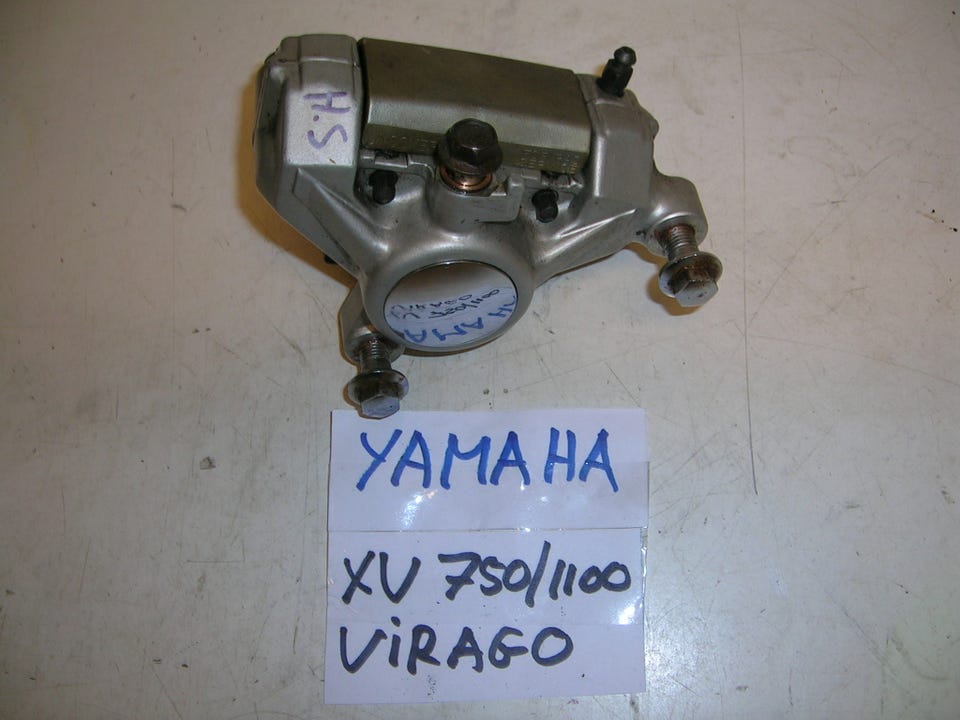 H.S
YAMAHA
XV 750/1100
ViRAGO